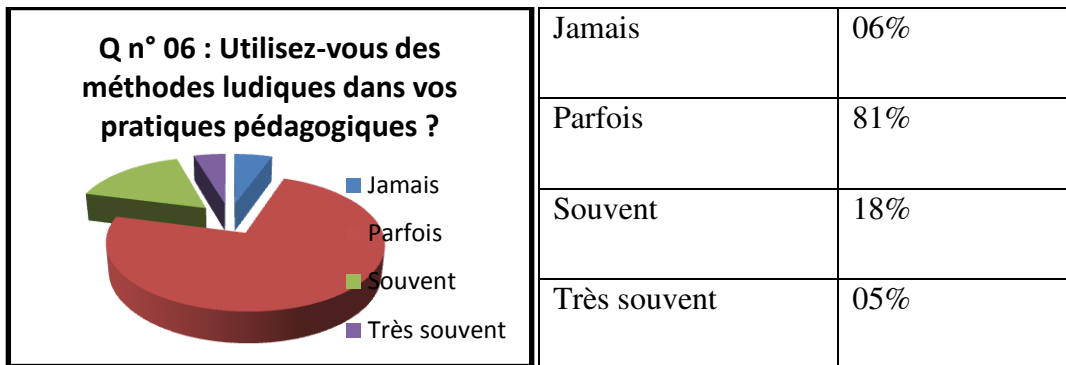 Q n° 06 : Utilisez-vous des
méthodes ludiques dans vos
pratiques pédagogiques ?
Jamais
Parfois
Souvent
Très souvent
Jamais 06%
Parfois 81%
Souvent 18%
Très souvent 05%